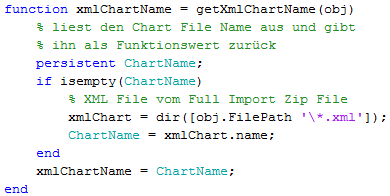 function xmlChartName = getXmlChartName(obj)
% liest den Chart File Name aus und gibt
% ihn als Funktionswert zurück
persistent ChartName;
if isempty(ChartName)
% XML File vom Full Import Zip File
xmlChart = dir([obj.FilePath '\*.xml']);
ChartName = xmlChart.name;
end
xmlChartName = ChartName;
end